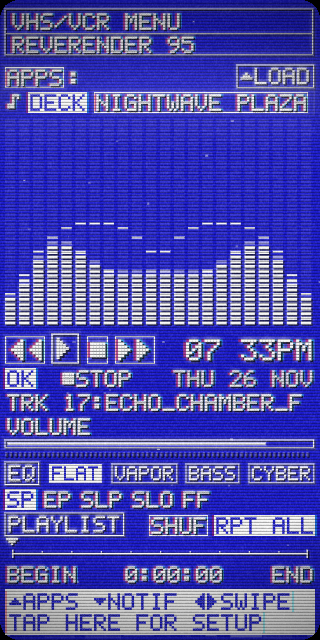 VHS/VCR MENU
REVERENDER 95
APPS: LOAD
DECK NIGHTWAVE PLAZA
07 33PM
OK STOP THU 26 NOV
TRK 17:ECHO_CHAMBER_F
VOLUME
EQ FLAT VAPOR BASS CYBER
SP EP SLP SLO FF
PLAYLIST SHUF RPT ALL
BEGIN 0:00:00 END
APPS NOTIF SWIPE
TAP HERE FOR SETUP